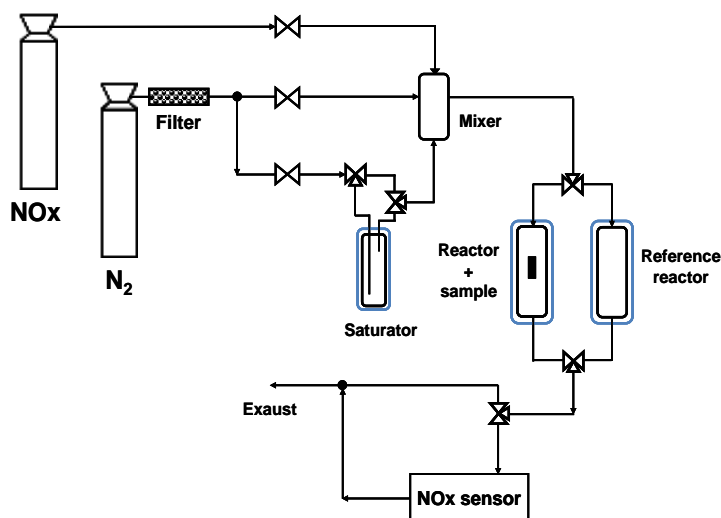 NOx
N2
Filter
Mixer
Saturator
Reactor
+
sample
Reference
reactor
Exaust
NOx sensor